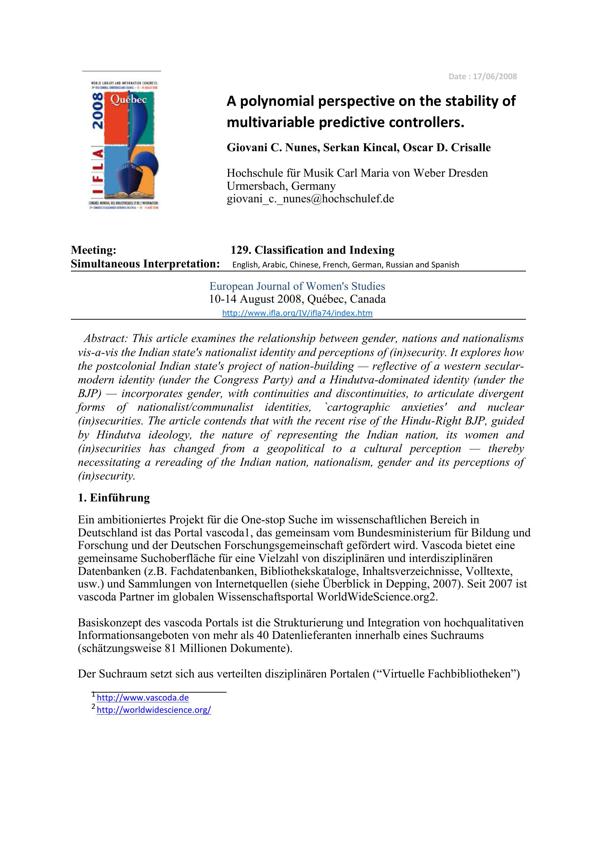 Date : 17/06/2008
WORLD LIBRARY AND INFORMATION CONGRESS:
2008
Québec
IFLA
A polynomial perspective on the stability of
multivariable predictive controllers.
Giovani C. Nunes, Serkan Kincal, Oscar D. Crisalle
Hochschule für Musik Carl Maria von Weber Dresden
Urmersbach, Germany
giovani_c._nunes@hochschulef.de
Meeting: 129. Classification and Indexing
Simultaneous Interpretation: English, Arabic, Chinese, French, German, Russian and Spanish
European Journal of Women's Studies
10-14 August 2008, Québec, Canada
http://www.ifla.org/IV/ifla74/index.htm
Abstract: This article examines the relationship between gender, nations and nationalisms
vis-a-vis the Indian state's nationalist identity and perceptions of (in)security. It explores how
the postcolonial Indian state's project of nation-building — reflective of a western secular-
modern identity (under the Congress Party) and a Hindutva-dominated identity (under the
BJP) — incorporates gender, with continuities and discontinuities, to articulate divergent
forms of nationalist/communalist identities, `cartographic anxieties' and nuclear
(in)securities. The article contends that with the recent rise of the Hindu-Right BJP, guided
by Hindutva ideology, the nature of representing the Indian nation, its women and
(in)securities has changed from a geopolitical to a cultural perception — thereby
necessitating a rereading of the Indian nation, nationalism, gender and its perceptions of
(in)security.
1. Einführung
Ein ambitioniertes Projekt für die One-stop Suche im wissenschaftlichen Bereich in
Deutschland ist das Portal vascoda1, das gemeinsam vom Bundesministerium für Bildung und
Forschung und der Deutschen Forschungsgemeinschaft gefördert wird. Vascoda bietet eine
gemeinsame Suchoberfläche für eine Vielzahl von disziplinären und interdisziplinären
Datenbanken (z.B. Fachdatenbanken, Bibliothekskataloge, Inhaltsverzeichnisse, Volltexte,
usw.) und Sammlungen von Internetquellen (siehe Überblick in Depping, 2007). Seit 2007 ist
vascoda Partner im globalen Wissenschaftsportal WorldWideScience.org2.
Basiskonzept des vascoda Portals ist die Strukturierung und Integration von hochqualitativen
Informationsangeboten von mehr als 40 Datenlieferanten innerhalb eines Suchraums
(schätzungsweise 81 Millionen Dokumente).
Der Suchraum setzt sich aus verteilten disziplinären Portalen (“Virtuelle Fachbibliotheken”)
1 http://www.vascoda.de
2 http://worldwidescience.org/